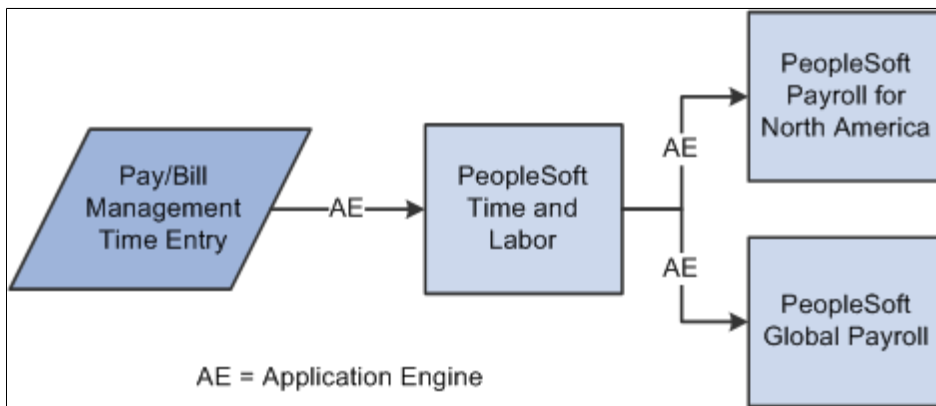 Pay/Bill
Management
Time Entry
AE
PeopleSoft
Time and
Labor
AE
PeopleSoft
Payroll for
North America
AE
PeopleSoft
Global Payroll
AE = Application Engine